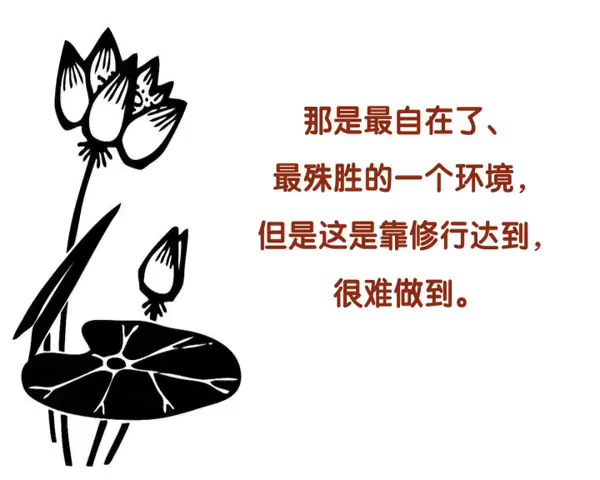 那是最自在了、
最殊胜的一个环境，
但是这是靠修行达到，
很难做到。